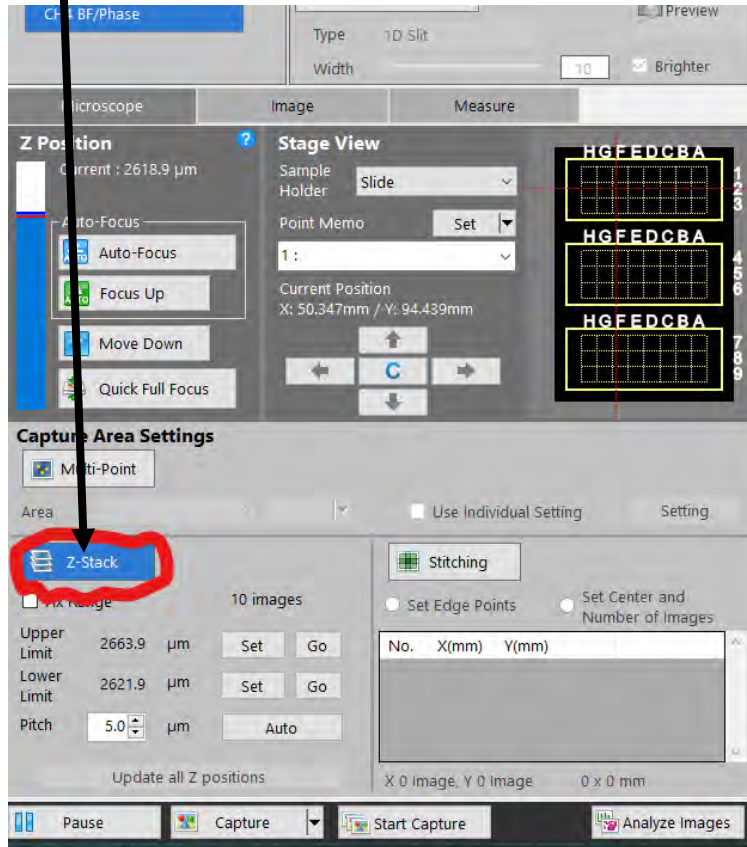 CH4 BF/Phase
Preview
Type 1D Slit
Width 10 Brighter
Microscope Image Measure
Z Position ? Stage View
Current : 2618.9 µm
Sample Holder Slide
Auto-Focus
Auto-Focus
Focus Up
Move Down
Quick Full Focus
Point Memo Set
1 :
Current Position
X: 50.347mm / Y: 94.439mm
C
HGFEDCBA
1
2
3
HGFEDCBA
4
5
6
HGFEDCBA
7
8
9
Capture Area Settings
Multi-Point
Area Use Individual Setting Setting
Z-Stack
Fix Range 10 images
Upper Limit 2663.9 µm Set Go
Lower Limit 2621.9 µm Set Go
Pitch 5.0 µm Auto
Update all Z positions
Stitching
Set Edge Points
Set Center and
Number of Images
No. X(mm) Y(mm)
X 0 Image, Y 0 Image 0 x 0 mm
Pause Capture Start Capture Analyze Images